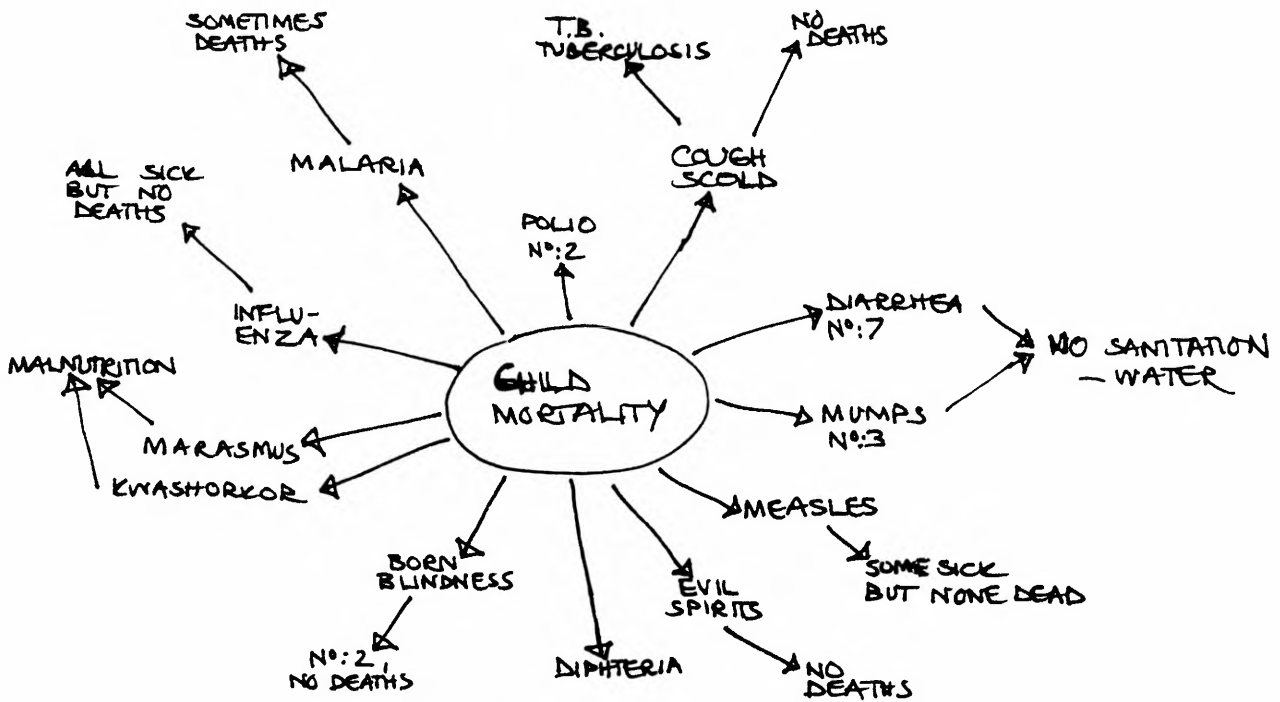 SOMETIMES
DEATHS
T.B.
TUBERCULOSIS
NO
DEATHS
MALARIA
COUGH
SCOLD
ALL SICK
BUT NO
DEATHS
POLIO
Nº:2
INFLU-
ENZA
DIARRHEA
Nº:7
NO SANITATION
- WATER
MALNUTRITION
CHILD
MORTALITY
MUMPS
Nº:3
MARASMUS
KWASHORKOR
MEASLES
SOME SICK
BUT NONE DEAD
BORN
BLINDNESS
EVIL
SPIRITS
Nº:2,
NO DEATHS
DIPHTERIA
NO
DEATHS